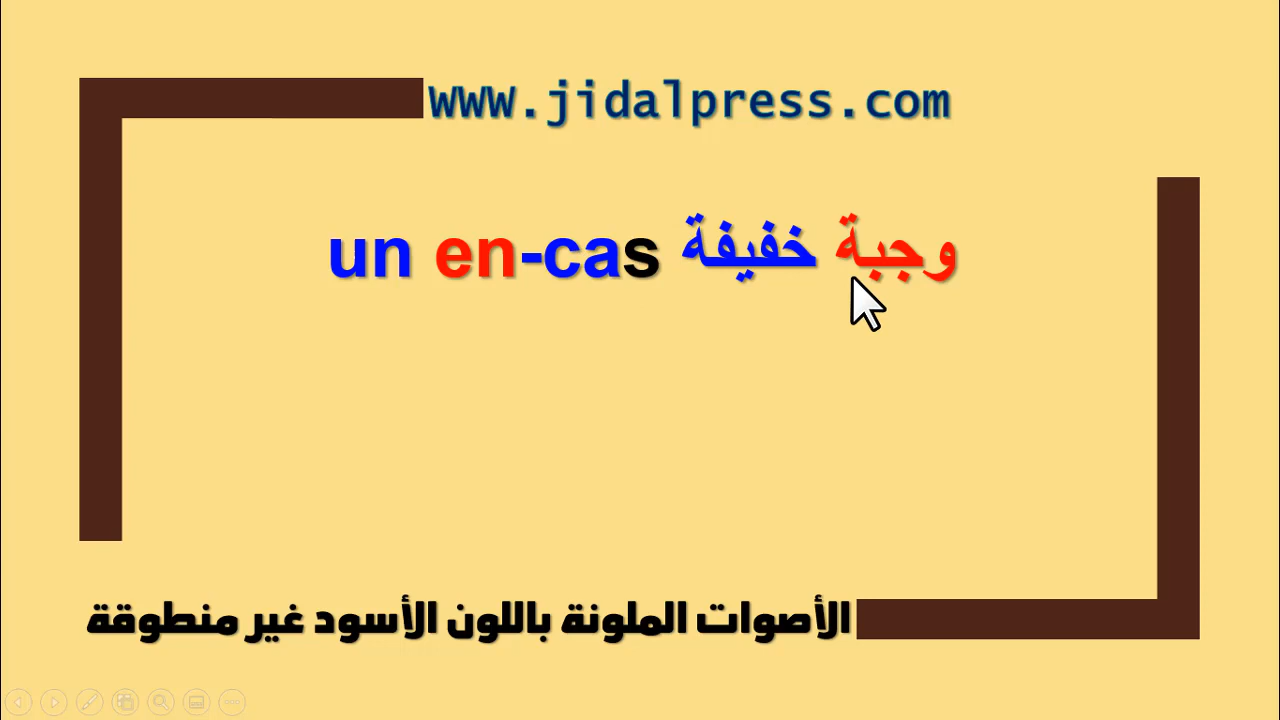 www.jidalpress.com
un en-cas وجبة خفيفة
الأصوات الملونة باللون الأسود غير منطوقة